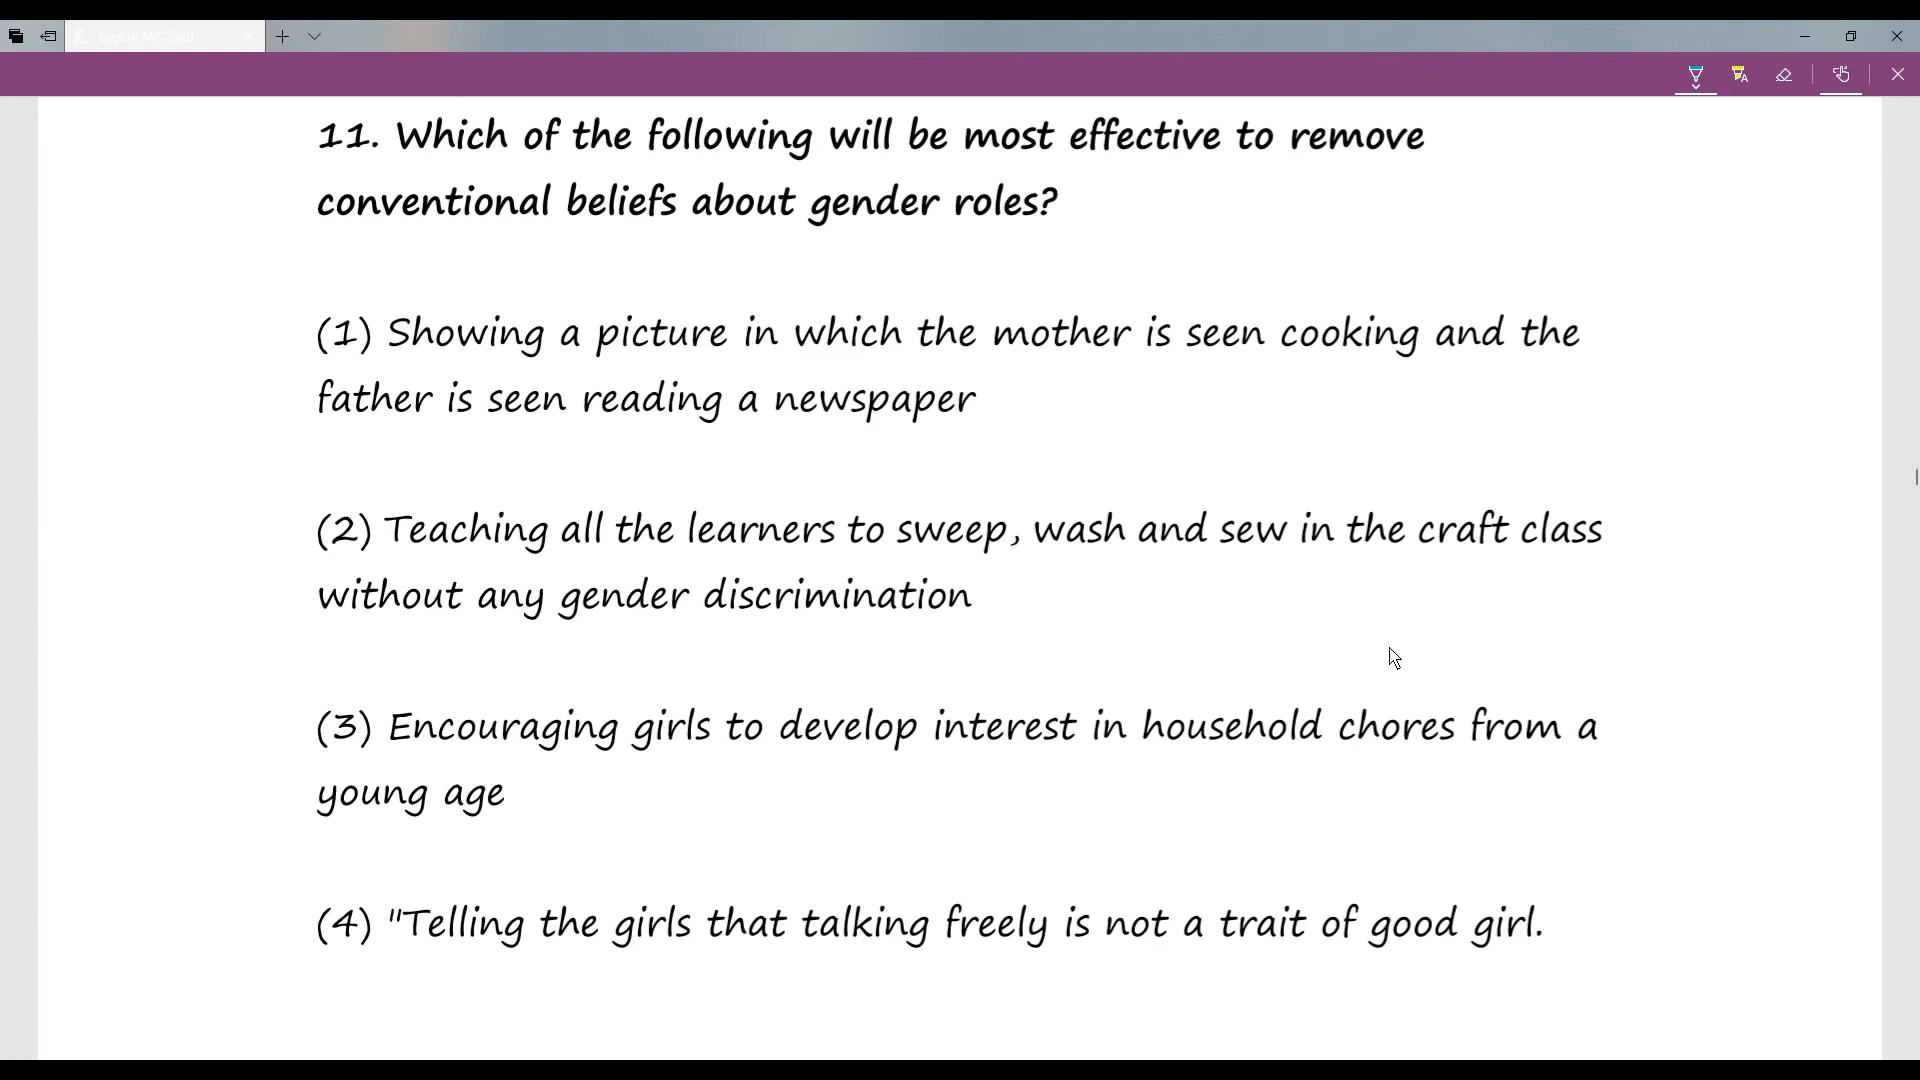 11. Which of the following will be most effective to remove
conventional beliefs about gender roles?
(1) Showing a picture in which the mother is seen cooking and the
father is seen reading a newspaper
(2) Teaching all the learners to sweep, wash and sew in the craft class
without any gender discrimination
(3) Encouraging girls to develop interest in household chores from a
young age
(4) "Telling the girls that talking freely is not a trait of good girl.